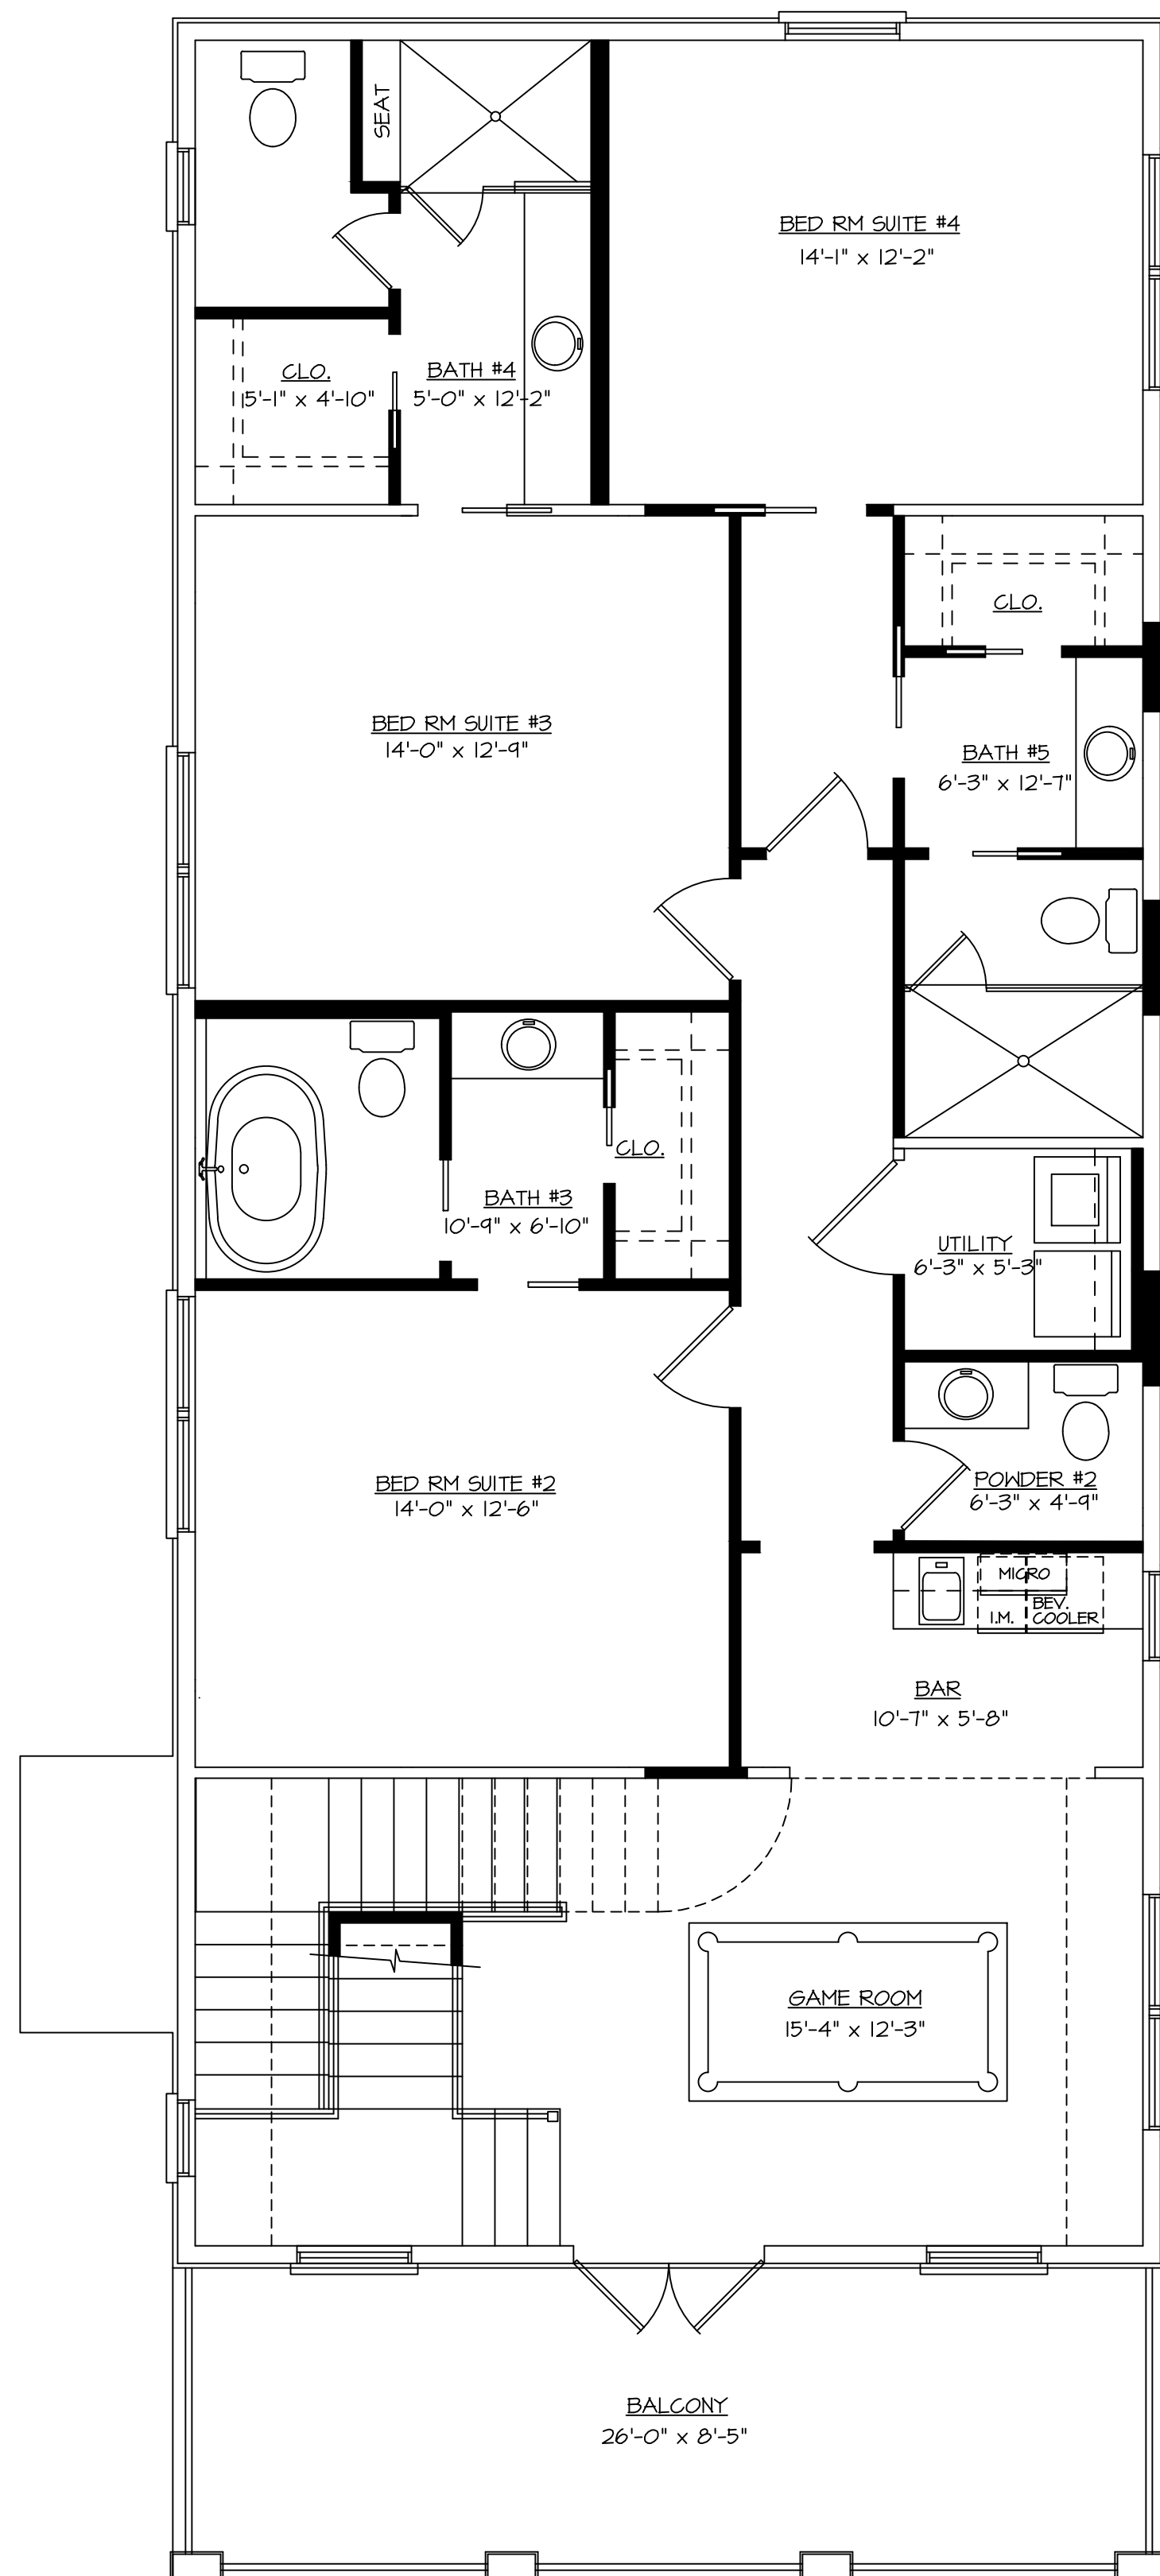 SEAT
BED RM SUITE #4
14'-1" x 12'-2"
CLO.
5'-1" x 4'-10"
BATH #4
5'-0" x 12'-2"
CLO.
BED RM SUITE #3
14'-0" x 12'-9"
BATH #5
6'-3" x 12'-7"
CLO.
BATH #3
10'-9" x 6'-10"
UTILITY
6'-3" x 5'-3"
BED RM SUITE #2
14'-0" x 12'-6"
POWDER #2
6'-3" x 4'-9"
MICRO
I.M.
BEV.
COOLER
BAR
10'-7" x 5'-8"
GAME ROOM
15'-4" x 12'-3"
BALCONY
26'-0" x 8'-5"